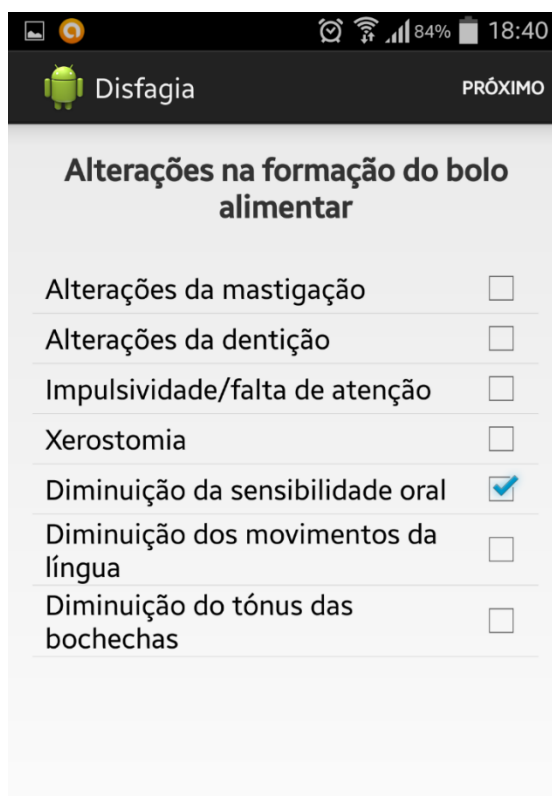 84% 18:40
Disfagia PRÓXIMO
Alterações na formação do bolo
alimentar
Alterações da mastigação
Alterações da dentição
Impulsividade/falta de atenção
Xerostomia
Diminuição da sensibilidade oral
Diminuição dos movimentos da
língua
Diminuição do tónus das
bochechas